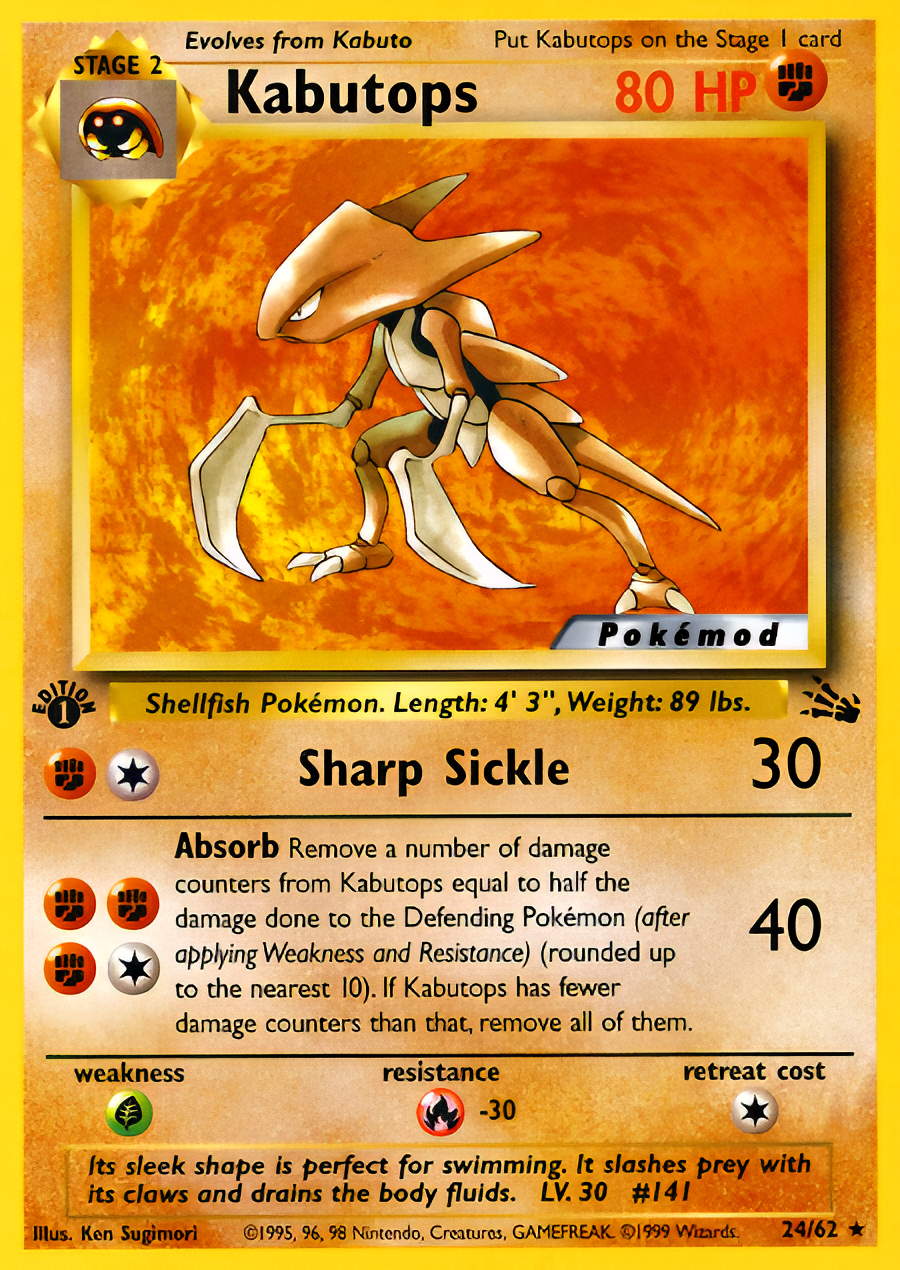 Evolves from Kabuto
Put Kabutops on the Stage 1 card
STAGE 2
Kabutops
80 HP
Pokémod
EDITION
1
Shellfish Pokémon. Length: 4' 3", Weight: 89 lbs.
Sharp Sickle
30
Absorb Remove a number of damage
counters from Kabutops equal to half the
damage done to the Defending Pokémon (after
applying Weakness and Resistance) (rounded up
to the nearest 10). If Kabutops has fewer
damage counters than that, remove all of them.
40
weakness
resistance
retreat cost
-30
Its sleek shape is perfect for swimming. It slashes prey with
its claws and drains the body fluids. LV. 30 #141
Illus. Ken Sugimori
©1995, 96, 98 Nintendo, Creatures, GAMEFREAK. ©1999 Wizards.
24/62 ★